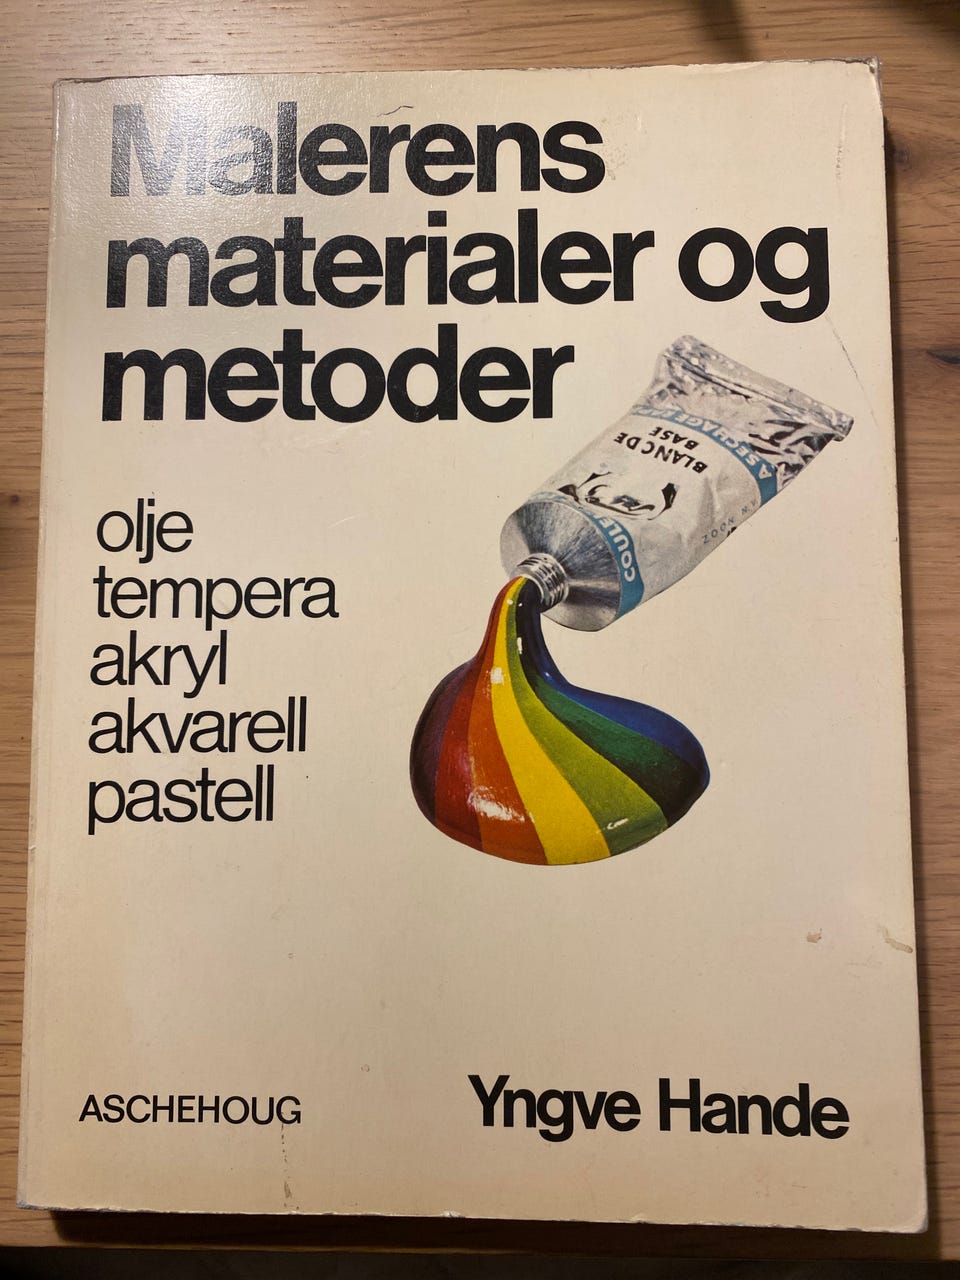 Malerens
materialer og
metoder
olje
tempera
akryl
akvarell
pastell
BLANC DE
BASE
ASCHEHOUG
Yngve Hande